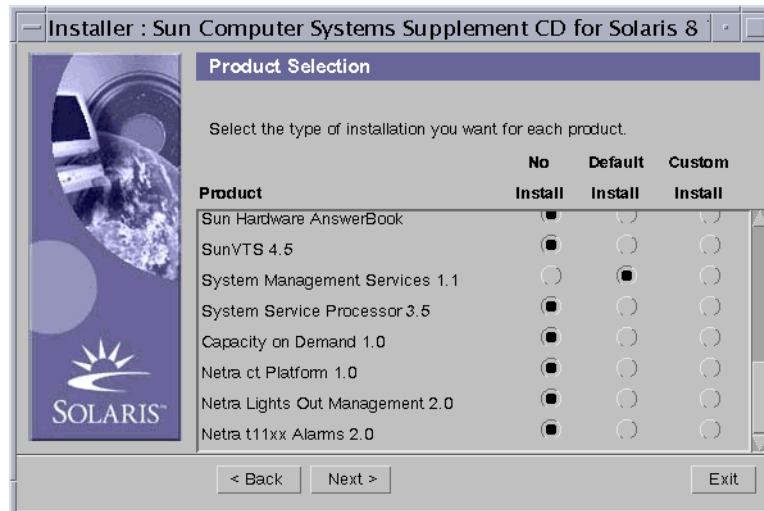 Installer : Sun Computer Systems Supplement CD for Solaris 8
Product Selection
Select the type of installation you want for each product.
No Default Custom
Product Install Install Install
Sun Hardware AnswerBook
SunVTS 4.5
System Management Services 1.1
System Service Processor 3.5
Capacity on Demand 1.0
Netra ct Platform 1.0
Netra Lights Out Management 2.0
Netra t11xx Alarms 2.0
SOLARIS™
< Back Next > Exit